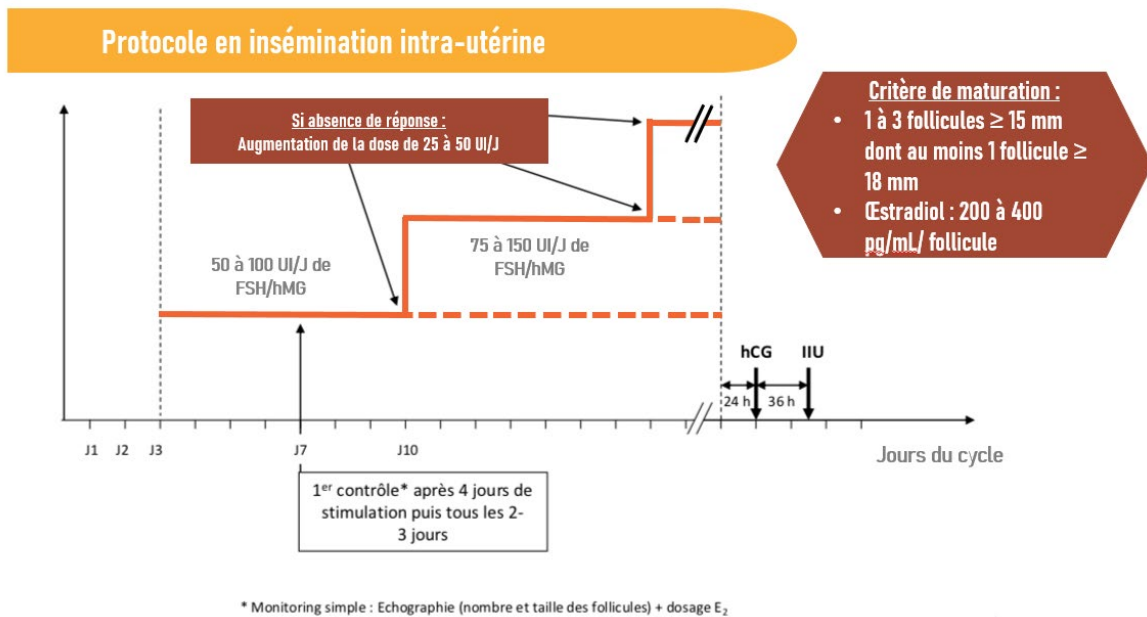 Protocole en insémination intra-utérine
Si absence de réponse :
Augmentation de la dose de 25 à 50 UI/J
Critère de maturation :
• 1 à 3 follicules ≥ 15 mm
dont au moins 1 follicule ≥
18 mm
• Œstradiol : 200 à 400
pg/mL/ follicule
50 à 100 UI/J de
FSH/hMG
75 à 150 UI/J de
FSH/hMG
hCG
IIU
24 h
36 h
J1
J2
J3
J7
J10
Jours du cycle
1er contrôle* après 4 jours de
stimulation puis tous les 2-
3 jours
* Monitoring simple : Echographie (nombre et taille des follicules) + dosage E2